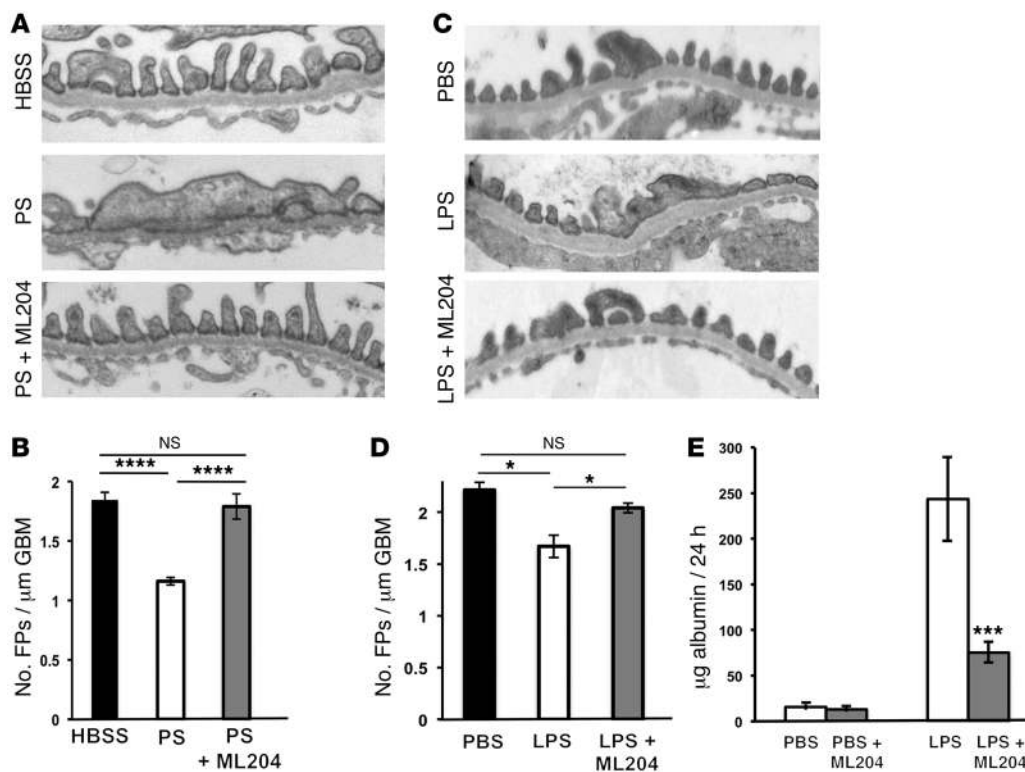 A
HBSS
PS
PS + ML204
C
PBS
LPS
LPS + ML204
B
NS
****
****
No. FPs / μm GBM
2
1.5
1
0.5
0
HBSS
PS
PS
+ ML204
D
NS
*
*
No. FPs / μm GBM
2
1.5
1
0.5
0
PBS
LPS
LPS +
ML204
E
μg albumin / 24 h
300
250
200
150
100
50
0
***
PBS
PBS +
ML204
LPS
LPS +
ML204